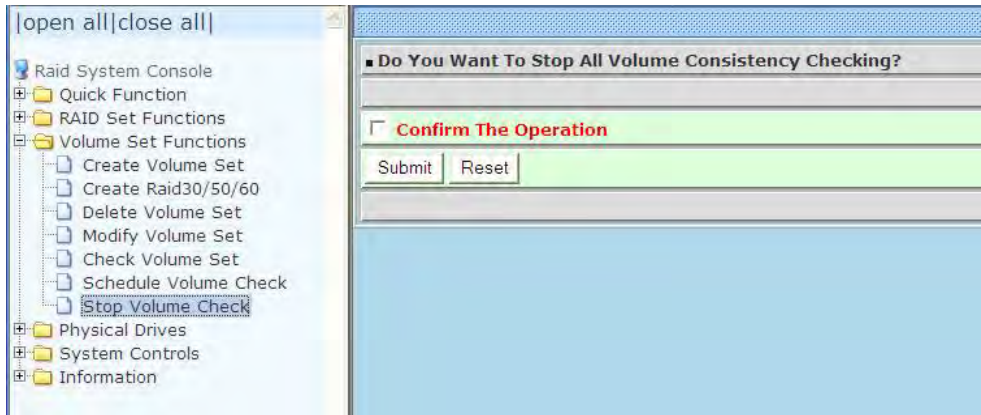 |open all|close all|
Raid System Console
Quick Function
RAID Set Functions
Volume Set Functions
Create Volume Set
Create Raid30/50/60
Delete Volume Set
Modify Volume Set
Check Volume Set
Schedule Volume Check
Stop Volume Check
Physical Drives
System Controls
Information
Do You Want To Stop All Volume Consistency Checking?
Confirm The Operation
Submit Reset